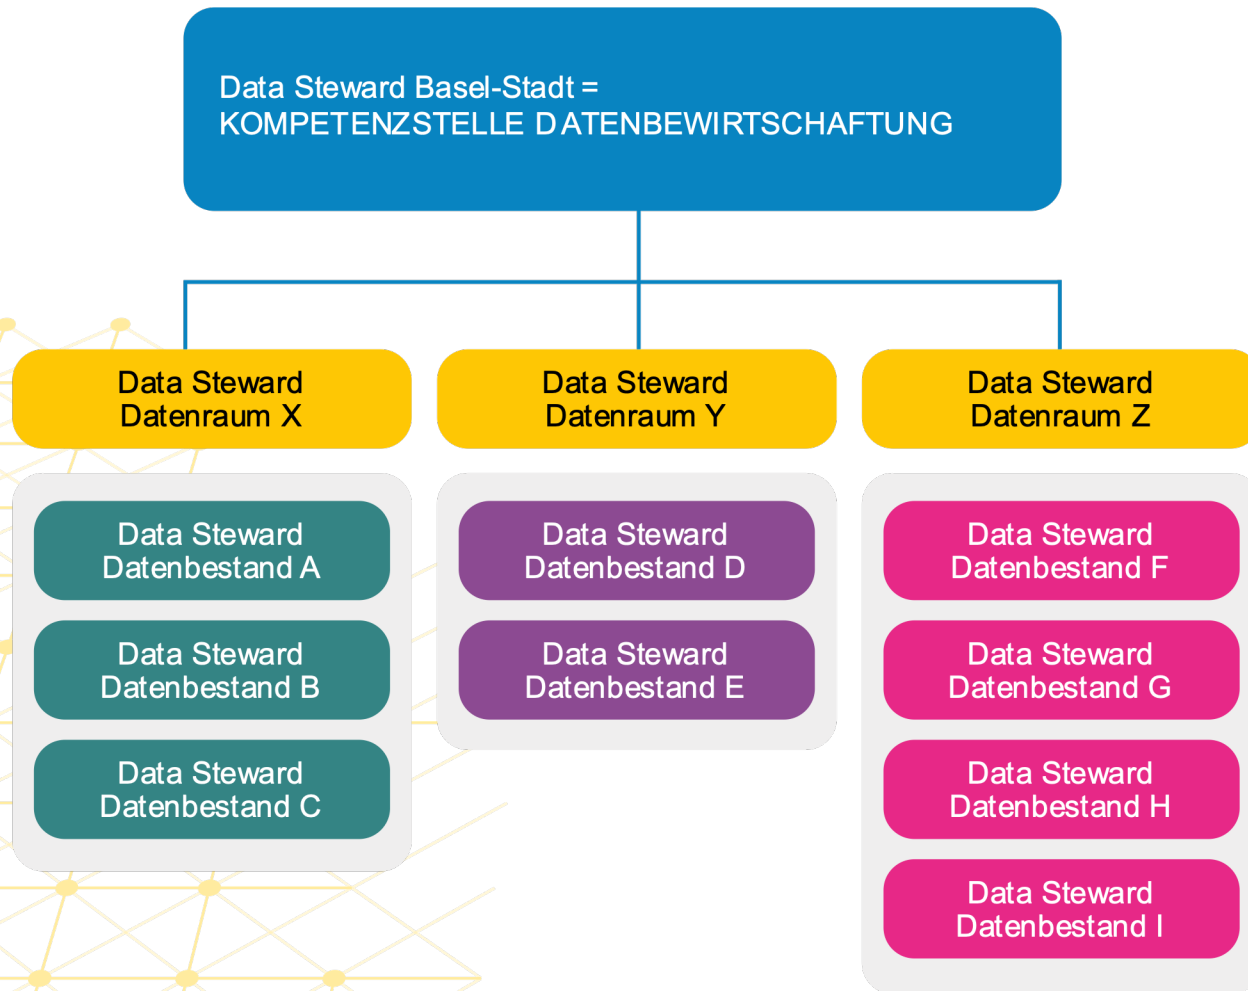 Data Steward Basel-Stadt =
KOMPETENZSTELLE DATENBEWIRTSCHAFTUNG
Data Steward
Datenraum X
Data Steward
Datenraum Y
Data Steward
Datenraum Z
Data Steward
Datenbestand A
Data Steward
Datenbestand B
Data Steward
Datenbestand C
Data Steward
Datenbestand D
Data Steward
Datenbestand E
Data Steward
Datenbestand F
Data Steward
Datenbestand G
Data Steward
Datenbestand H
Data Steward
Datenbestand I